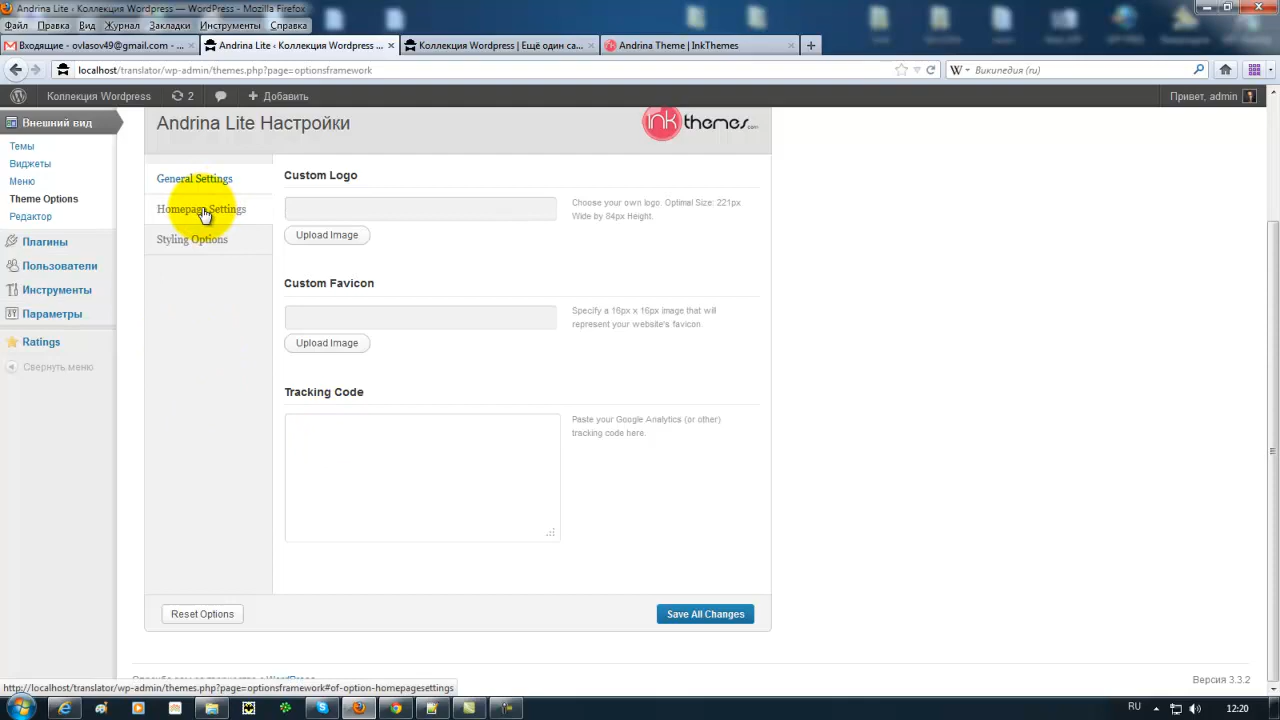 Andrina Lite ‹ Коллекция Wordpress — WordPress - Mozilla Firefox
Файл Правка Вид Журнал Закладки Инструменты Справка
Входящие - ovlasov49@gmail.com - ...
Andrina Lite ‹ Коллекция Wordpress ...
Коллекция Wordpress | Ещё один са...
Andrina Theme | InkThemes
localhost/translator/wp-admin/themes.php?page=optionsframework
Википедия (ru)
Коллекция Wordpress
2
Добавить
Привет, admin
Внешний вид
Темы
Виджеты
Меню
Theme Options
Редактор
Плагины
Пользователи
Инструменты
Параметры
Ratings
Свернуть меню
Andrina Lite Настройки
ink themes.com
General Settings
Homepage Settings
Styling Options
Custom Logo
Choose your own logo. Optimal Size: 221px
Wide by 84px Height.
Upload Image
Custom Favicon
Specify a 16px x 16px image that will
represent your website's favicon.
Upload Image
Tracking Code
Paste your Google Analytics (or other)
tracking code here.
Reset Options
Save All Changes
Версия 3.3.2
http://localhost/translator/wp-admin/themes.php?page=optionsframework#of-option-homepagesettings
RU
12:20